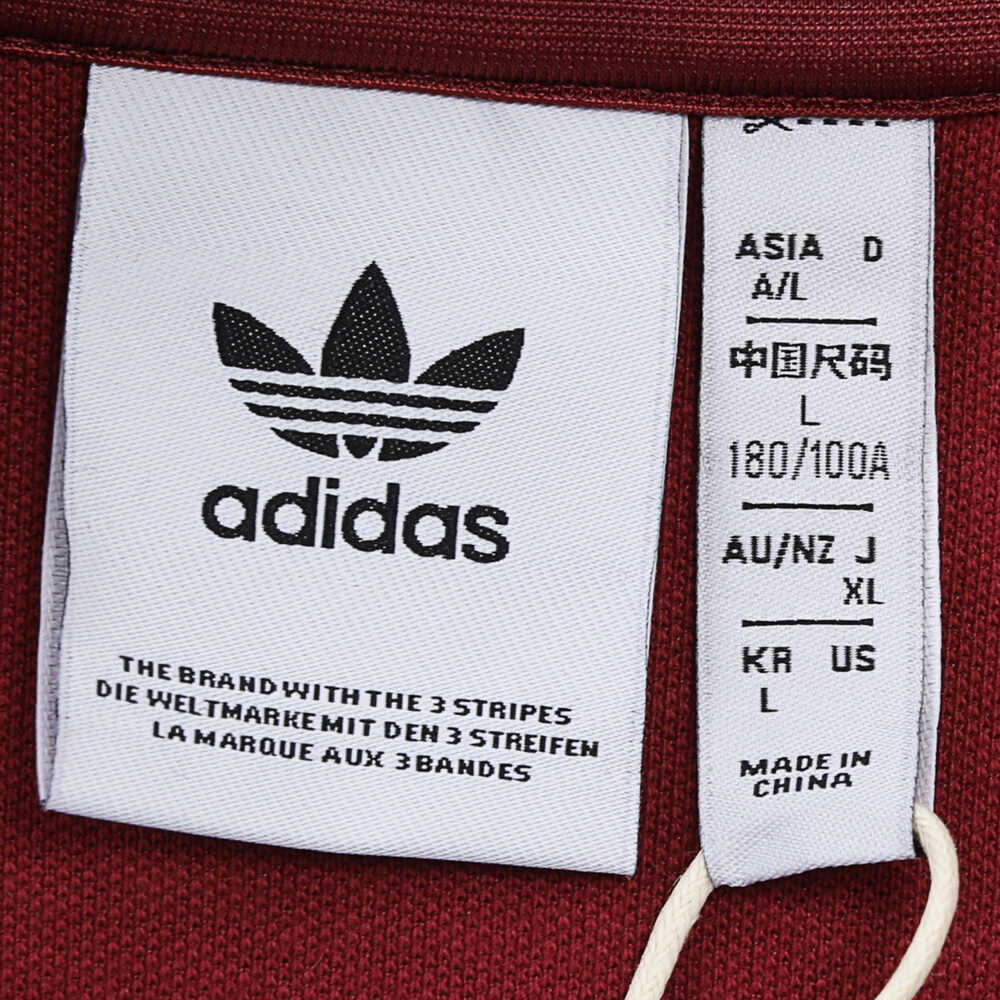 adidas
THE BRAND WITH THE 3 STRIPES
DIE WELTMARKE MIT DEN 3 STREIFEN
LA MARQUE AUX 3 BANDES
ASIA D
A/L
中国尺码
L
180/100A
AU/NZ J
XL
KR US
L
MADE IN
CHINA